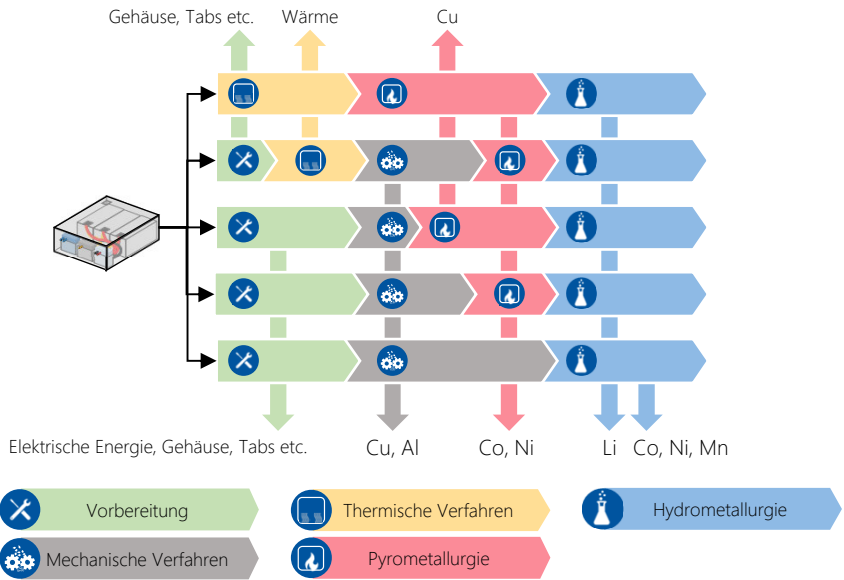 Gehäuse, Tabs etc.
Wärme
Cu
Elektrische Energie, Gehäuse, Tabs etc.
Cu, Al
Co, Ni
Li
Co, Ni, Mn
Vorbereitung
Thermische Verfahren
Hydrometallurgie
Mechanische Verfahren
Pyrometallurgie